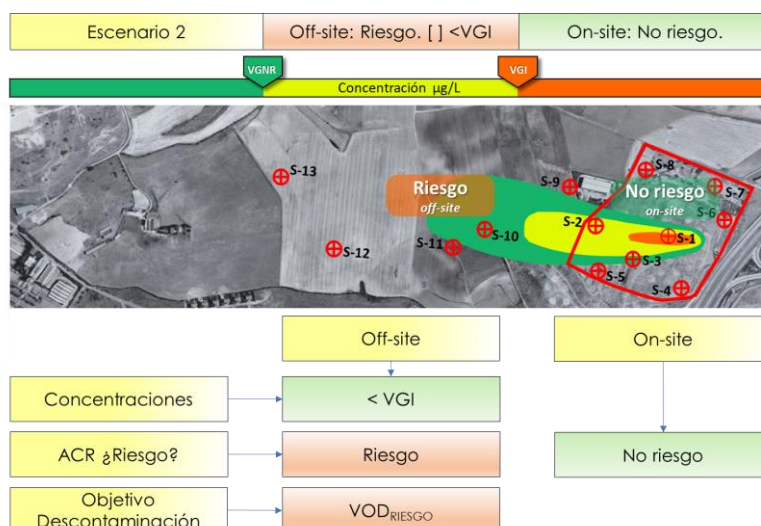 Escenario 2
Off-site: Riesgo. [ ] <VGI
On-site: No riesgo.
VGNR
VGI
Concentración µg/L
S-13
S-12
S-11
S-10
Riesgo
off-site
S-9
S-8
S-7
S-6
No riesgo
on-site
S-2
S-1
S-3
S-5
S-4
Off-site
On-site
Concentraciones
< VGI
ACR ¿Riesgo?
Riesgo
No riesgo
Objetivo
Descontaminación
VOD_RIESGO